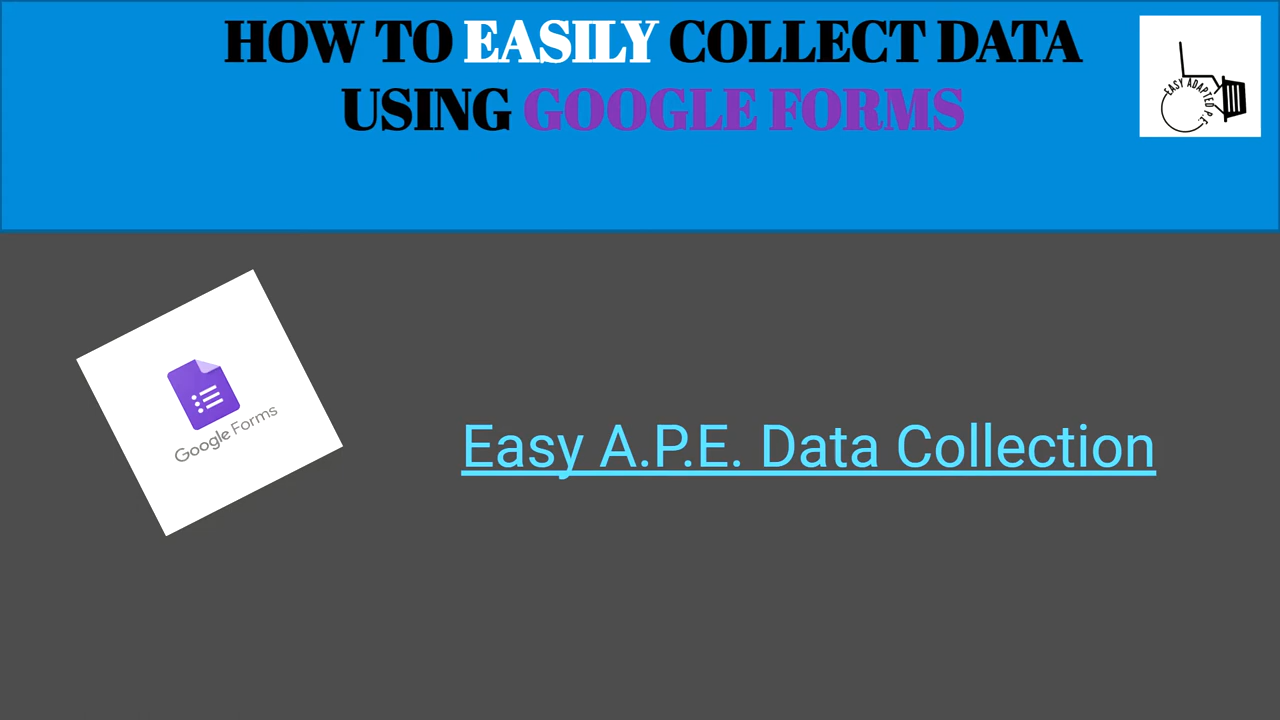 HOW TO EASILY COLLECT DATA
USING GOOGLE FORMS
EASY ADAPTED P.E.
Google Forms
Easy A.P.E. Data Collection